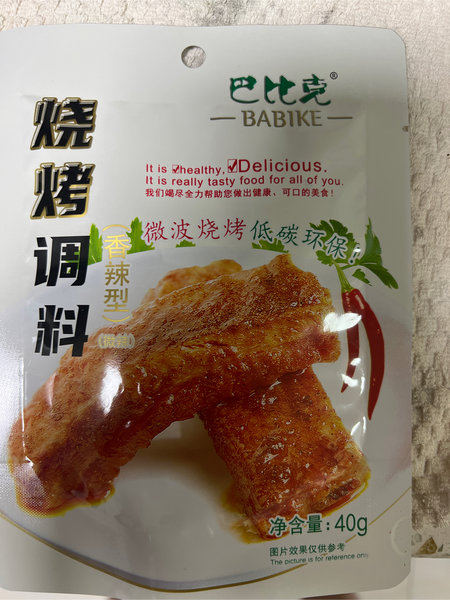 巴比克®
BABIKE
烧烤调料
(香辣型)
(微辣)
It is ☑healthy, ☑Delicious.
It is really tasty food for all of you.
我们竭尽全力帮助您做出健康、可口的美食!
微波烧烤低碳环保!
净含量:40g
图片效果仅供参考
The picture is for reference only